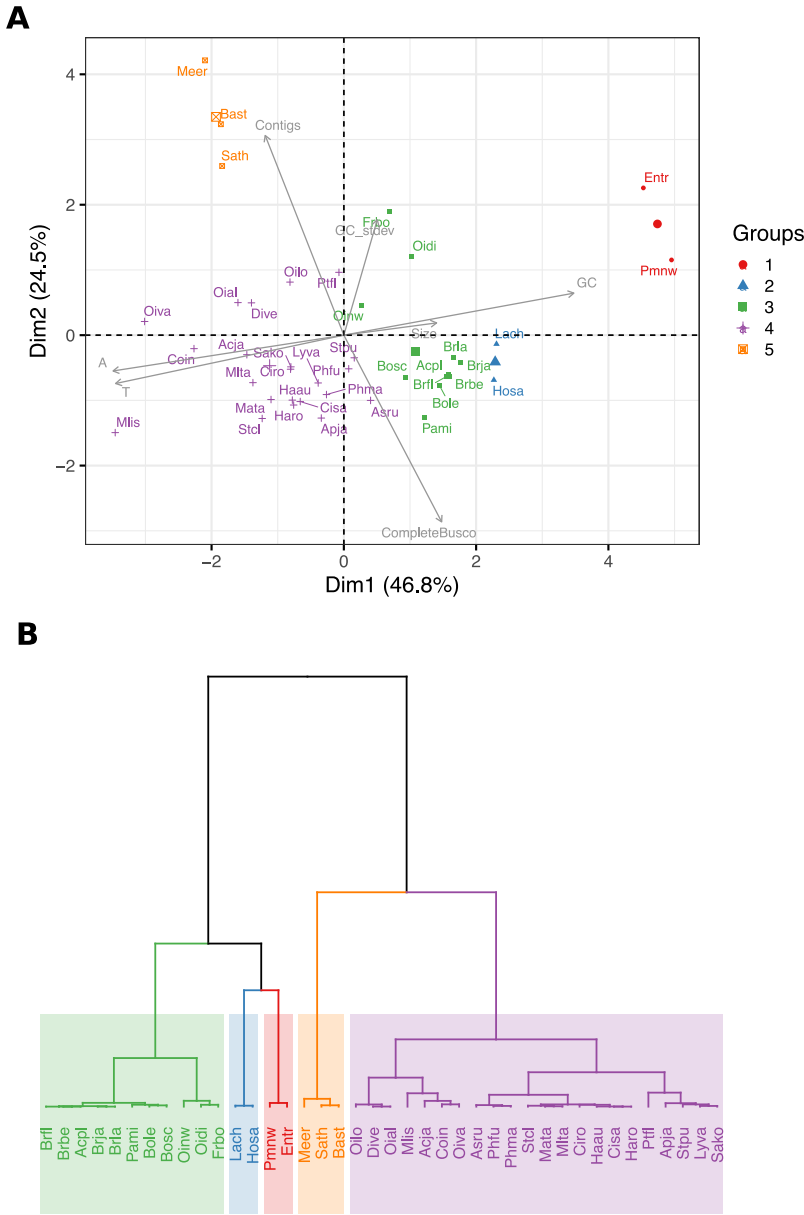 A
Meer
Bast
Contigs
Sath
Entr
Frbo
GC_stdev
Oidi
Pmnw
Oilo
Ptfl
Oial
Dive
Oiva
Oinw
GC
Size
Lach
A
Coin
Acja
Sako
Lyva
Stpu
Brla
T
Mlta
Ciro
Phfu
Bosc
Acpl
Brja
Haau
Phma
Brfl
Brbe
Hosa
Mata
Haro
Cisa
Asru
Bole
Mlis
Stcl
Apja
Pami
CompleteBusco
4
2
0
−2
−2
0
2
4
Dim1 (46.8%)
Dim2 (24.5%)
Groups
1
2
3
4
5
B
Brfl
Brbe
Acpl
Brja
Brla
Pami
Bole
Bosc
Oinw
Oidi
Frbo
Lach
Hosa
Pmnw
Entr
Meer
Sath
Bast
Oilo
Dive
Oial
Mlis
Acja
Coin
Oiva
Asru
Phfu
Phma
Stcl
Mata
Mlta
Ciro
Haau
Cisa
Haro
Ptfl
Apja
Stpu
Lyva
Sako